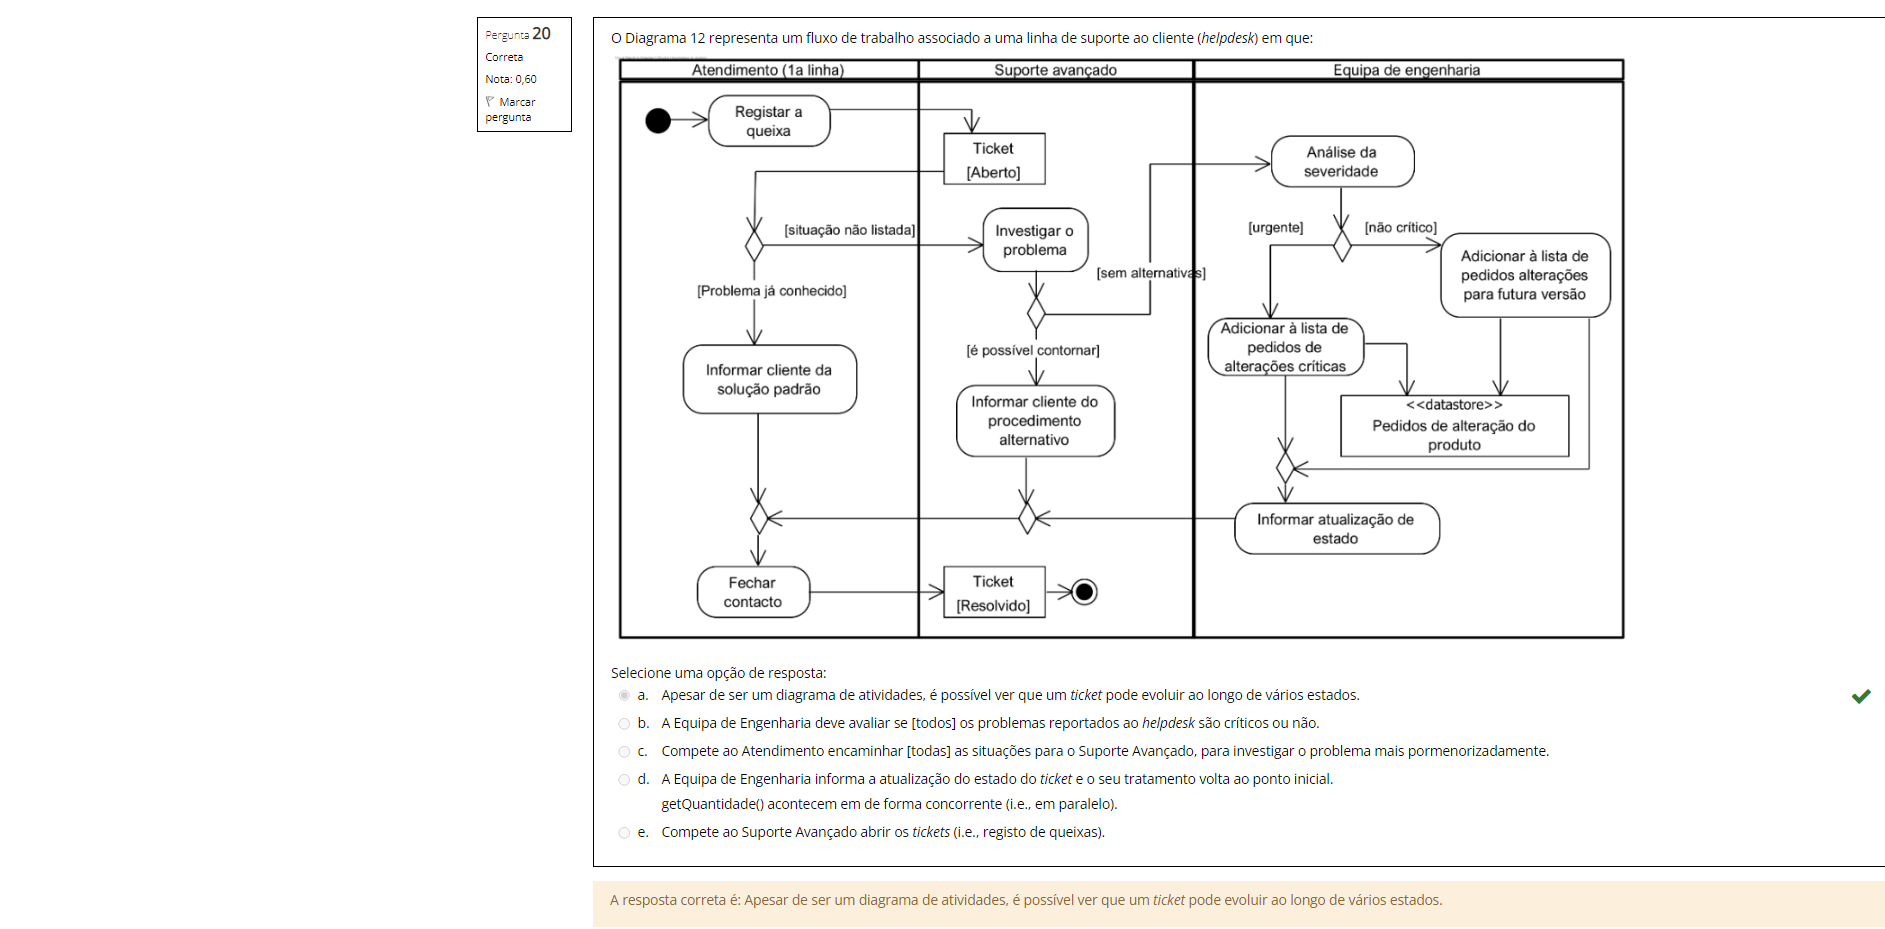 Pergunta 20
Correta
Nota: 0,60
Marcar
pergunta
O Diagrama 12 representa um fluxo de trabalho associado a uma linha de suporte ao cliente (helpdesk) em que:
Atendimento (1a linha)
Suporte avançado
Equipa de engenharia
Registar a
queixa
Ticket
[Aberto]
Análise da
severidade
[situação não listada]
Investigar o
problema
[urgente]
[não crítico]
Adicionar à lista de
pedidos alterações
para futura versão
[sem alternativas]
[Problema já conhecido]
Adicionar à lista de
pedidos de
alterações críticas
[é possível contornar]
Informar cliente da
solução padrão
Informar cliente do
procedimento
alternativo
<<datastore>>
Pedidos de alteração do
produto
Informar atualização de
estado
Fechar
contacto
Ticket
[Resolvido]
Selecione uma opção de resposta:
a. Apesar de ser um diagrama de atividades, é possível ver que um ticket pode evoluir ao longo de vários estados.
b. A Equipa de Engenharia deve avaliar se [todos] os problemas reportados ao helpdesk são críticos ou não.
c. Compete ao Atendimento encaminhar [todas] as situações para o Suporte Avançado, para investigar o problema mais pormenorizadamente.
d. A Equipa de Engenharia informa a atualização do estado do ticket e o seu tratamento volta ao ponto inicial.
getQuantidade() acontecem em de forma concorrente (i.e., em paralelo).
e. Compete ao Suporte Avançado abrir os tickets (i.e., registo de queixas).
A resposta correta é: Apesar de ser um diagrama de atividades, é possível ver que um ticket pode evoluir ao longo de vários estados.